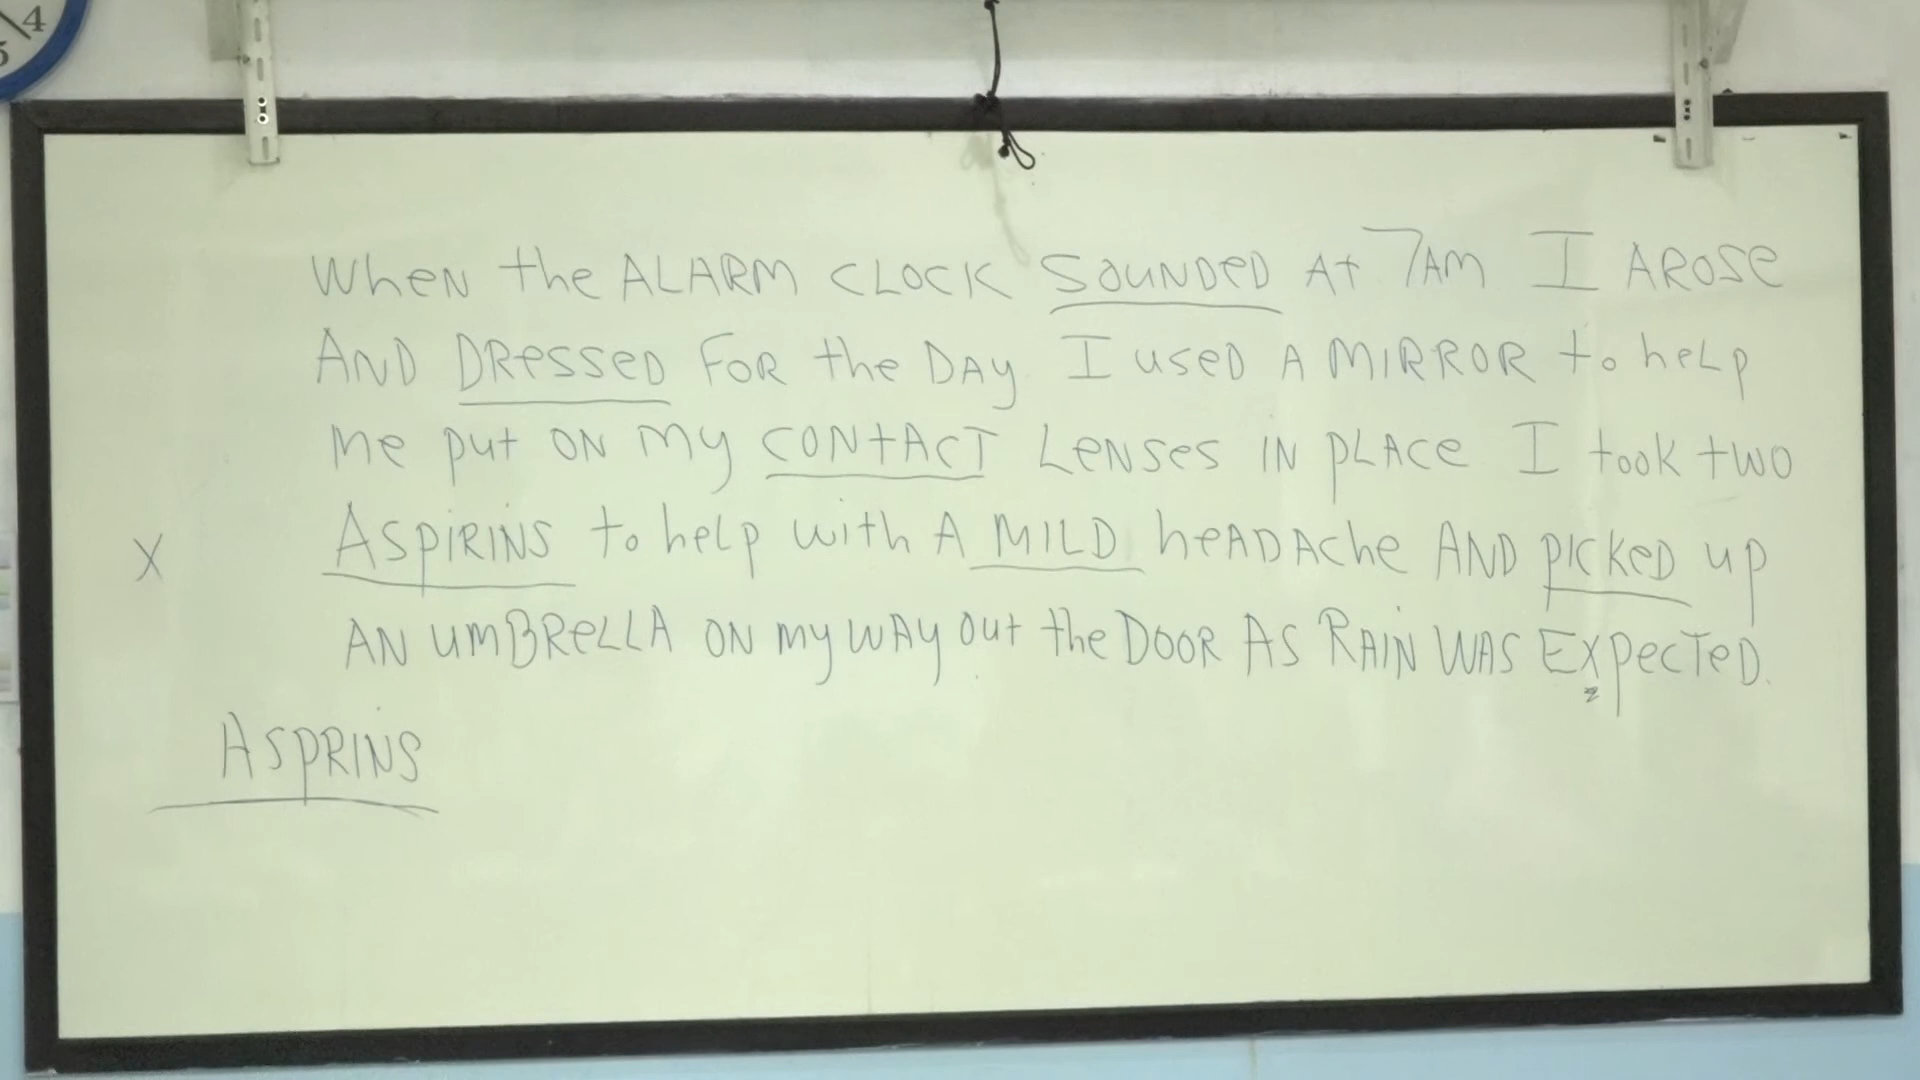 4
5
When the ALARM CLOCK SOUNDED At 7AM I AROSE
AND DResseD FOR the DAY I useD A MIRROR to heLp
me put ON my CONtACT LeNSes IN pLACe I took two
ASpIRINS to help with A MILD heADAche AND pIckeD up
X
AN umBReLLA ON my WAY out the DOOR AS RAIN WAS ExpecTeD.
ASpRINS